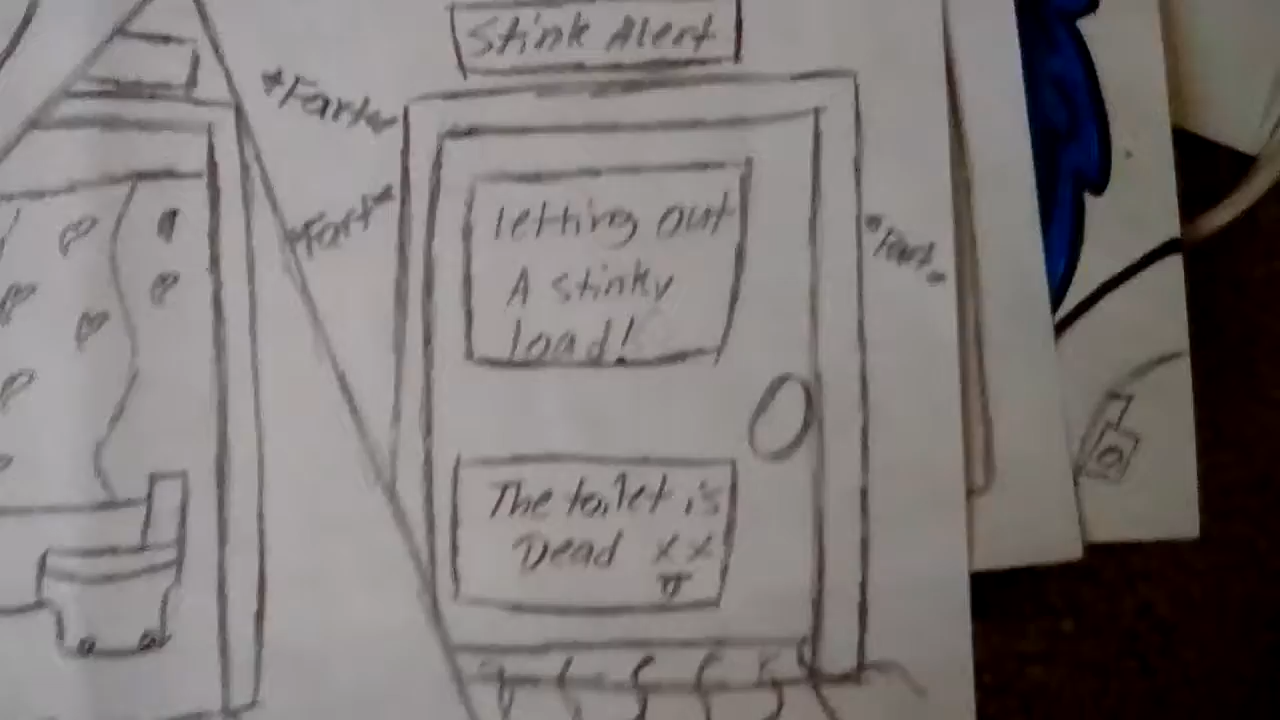 Stink Alert
*Fart*
*Fart*
*Fart*
letting out
A stinky
load!
The toilet is
Dead xx